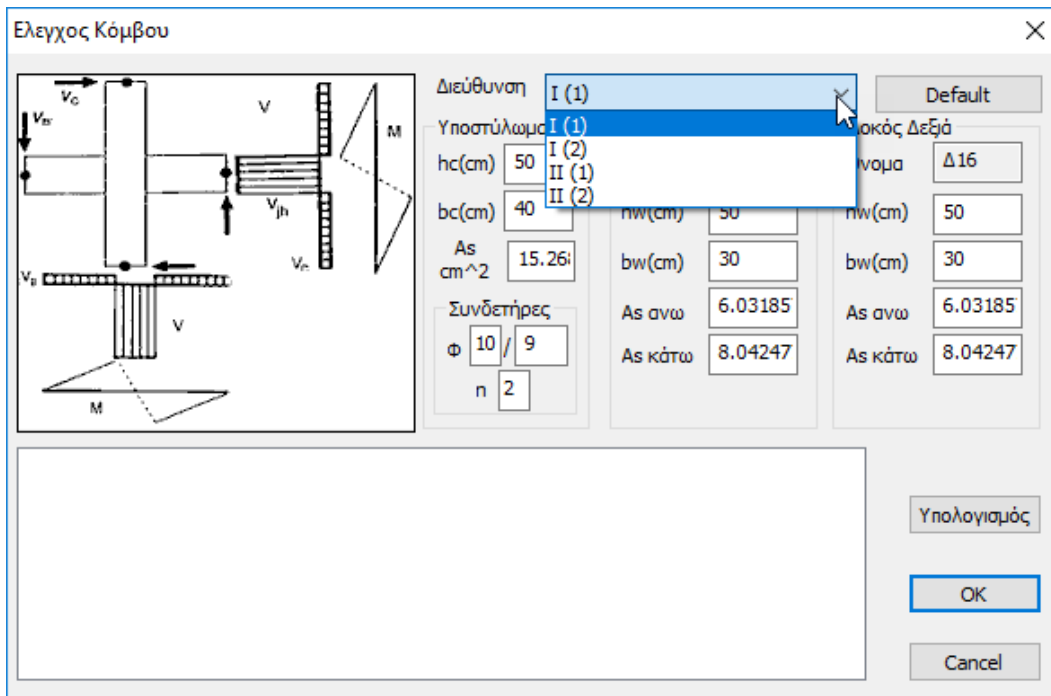 Ελεγχος Κόμβου
Vc
V
M
Vjh
Vc
V
M
Διεύθυνση
I (1)
Default
I (1)
I (2)
II (1)
II (2)
Υποστύλωμα
hc(cm) 50
bc(cm) 40
As
cm^2
15.26
Συνδετήρες
Φ 10 / 9
n 2
hw(cm) 50
bw(cm) 30
As ανω 6.03185
As κάτω 8.04247
Δεξιά
Δ16
hw(cm) 50
bw(cm) 30
As ανω 6.03185
As κάτω 8.04247
Υπολογισμός
OK
Cancel